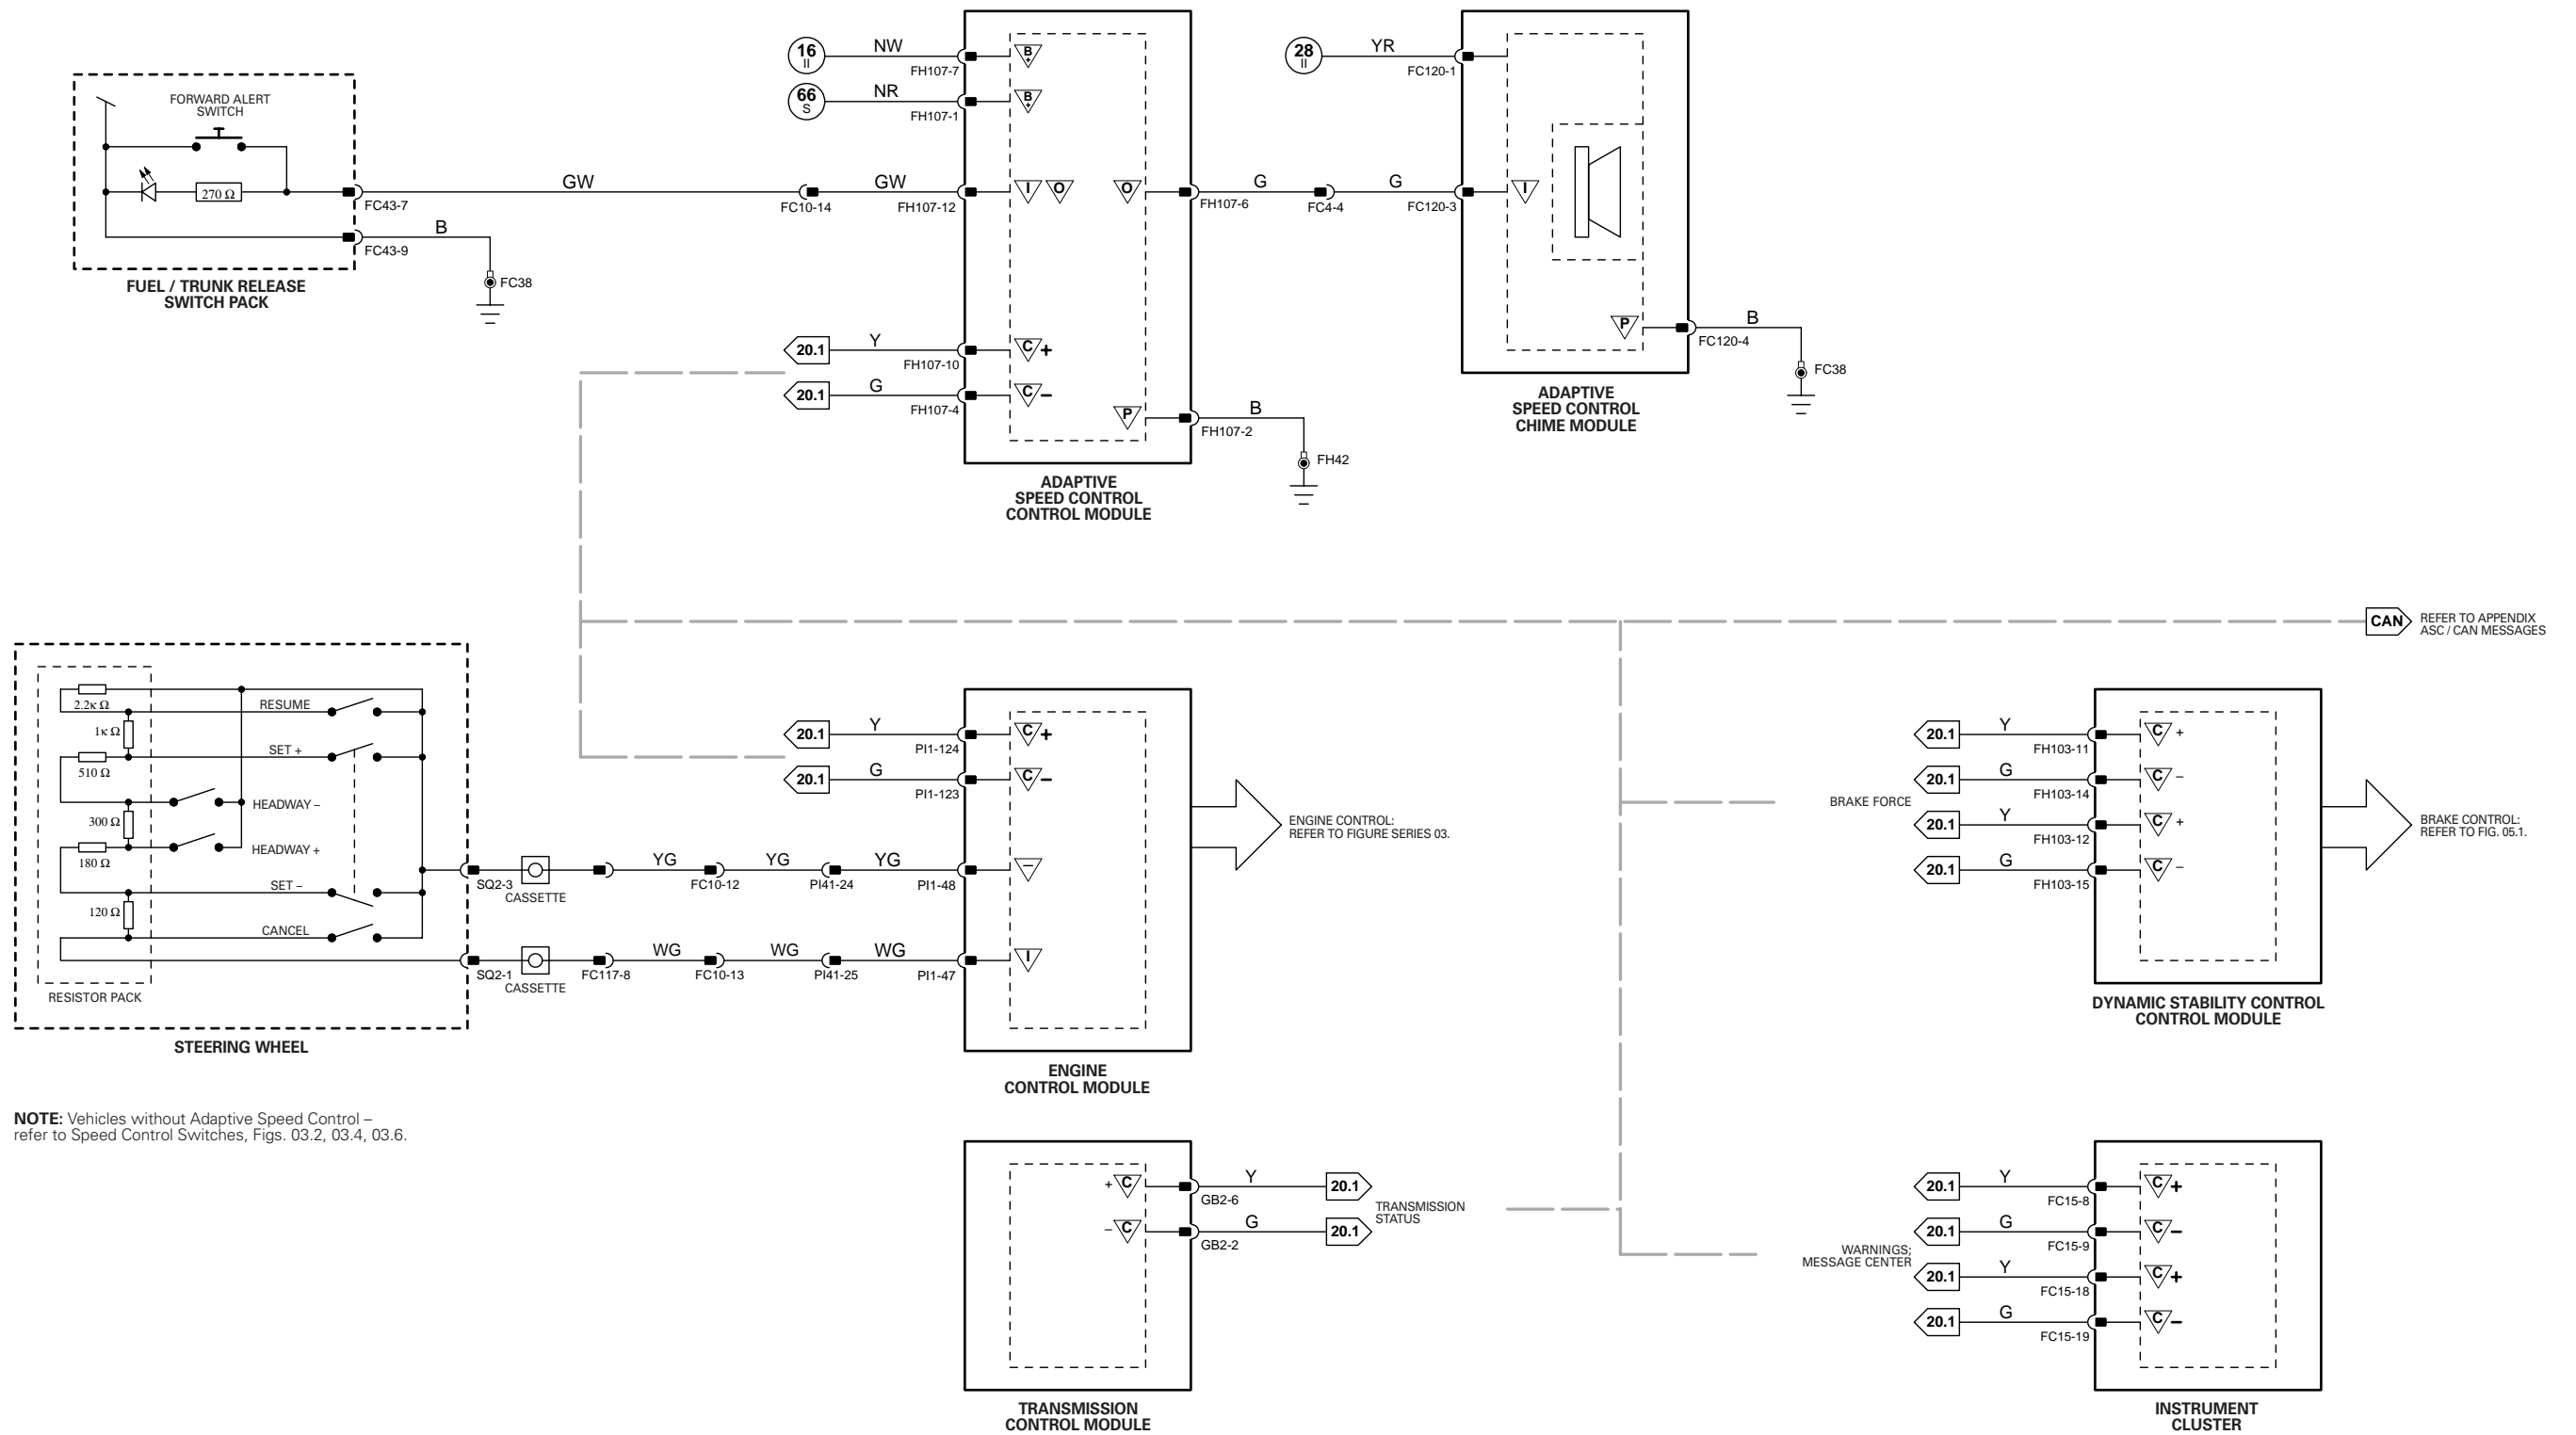 FORWARD ALERT
SWITCH
270 Ω
FC43-7
FC43-9
B
FC38
FUEL / TRUNK RELEASE
SWITCH PACK
GW
FC10-14
GW
FH107-12
16
II
NW
FH107-7
B
+
66
S
NR
FH107-1
B
+
I
O
O
FH107-6
G
FC4-4
G
FC120-3
20.1
Y
FH107-10
C
+
20.1
G
FH107-4
C
–
P
FH107-2
B
FH42
ADAPTIVE
SPEED CONTROL
CONTROL MODULE
28
II
YR
FC120-1
I
P
FC120-4
B
FC38
ADAPTIVE
SPEED CONTROL
CHIME MODULE
CAN
REFER TO APPENDIX
ASC / CAN MESSAGES
2.2K Ω
1K Ω
510 Ω
300 Ω
180 Ω
120 Ω
RESUME
SET +
HEADWAY –
HEADWAY +
SET –
CANCEL
RESISTOR PACK
STEERING WHEEL
SQ2-3
CASSETTE
YG
FC10-12
YG
PI41-24
YG
PI1-48
–
SQ2-1
CASSETTE
FC117-8
WG
FC10-13
WG
PI41-25
WG
PI1-47
I
20.1
Y
PI1-124
C
+
20.1
G
PI1-123
C
–
ENGINE CONTROL:
REFER TO FIGURE SERIES 03.
ENGINE
CONTROL MODULE
BRAKE FORCE
20.1
Y
FH103-11
C
+
20.1
G
FH103-14
C
–
20.1
Y
FH103-12
C
+
20.1
G
FH103-15
C
–
BRAKE CONTROL:
REFER TO FIG. 05.1.
DYNAMIC STABILITY CONTROL
CONTROL MODULE
NOTE: Vehicles without Adaptive Speed Control –
refer to Speed Control Switches, Figs. 03.2, 03.4, 03.6.
+
C
GB2-6
Y
20.1
–
C
GB2-2
G
20.1
TRANSMISSION
STATUS
TRANSMISSION
CONTROL MODULE
WARNINGS;
MESSAGE CENTER
20.1
Y
FC15-8
C
+
20.1
G
FC15-9
C
–
20.1
Y
FC15-18
C
+
20.1
G
FC15-19
C
–
INSTRUMENT
CLUSTER